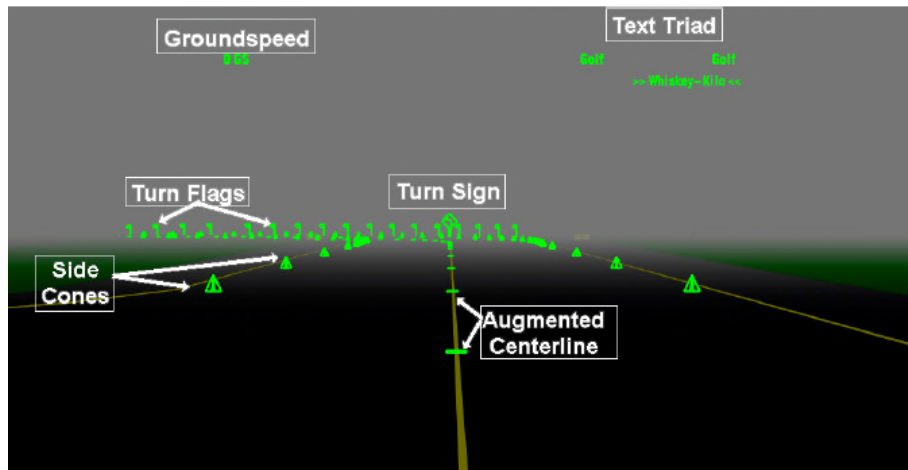 Groundspeed
Text Triad
0 GS
Golf Golf
>> Whiskey-Kilo <<
Turn Flags
Turn Sign
Side
Cones
Augmented
Centerline